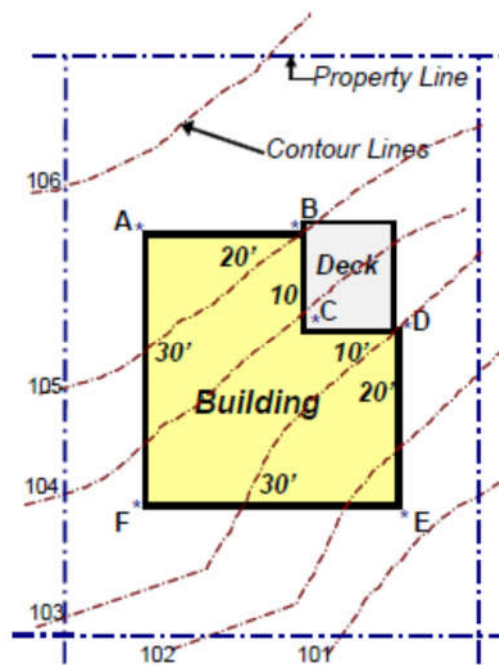 Property Line
Contour Lines
106
A*
*B
20'
Deck
10
*C
*D
10'
30'
20'
105
Building
104
30'
F *
* E
103
102
101